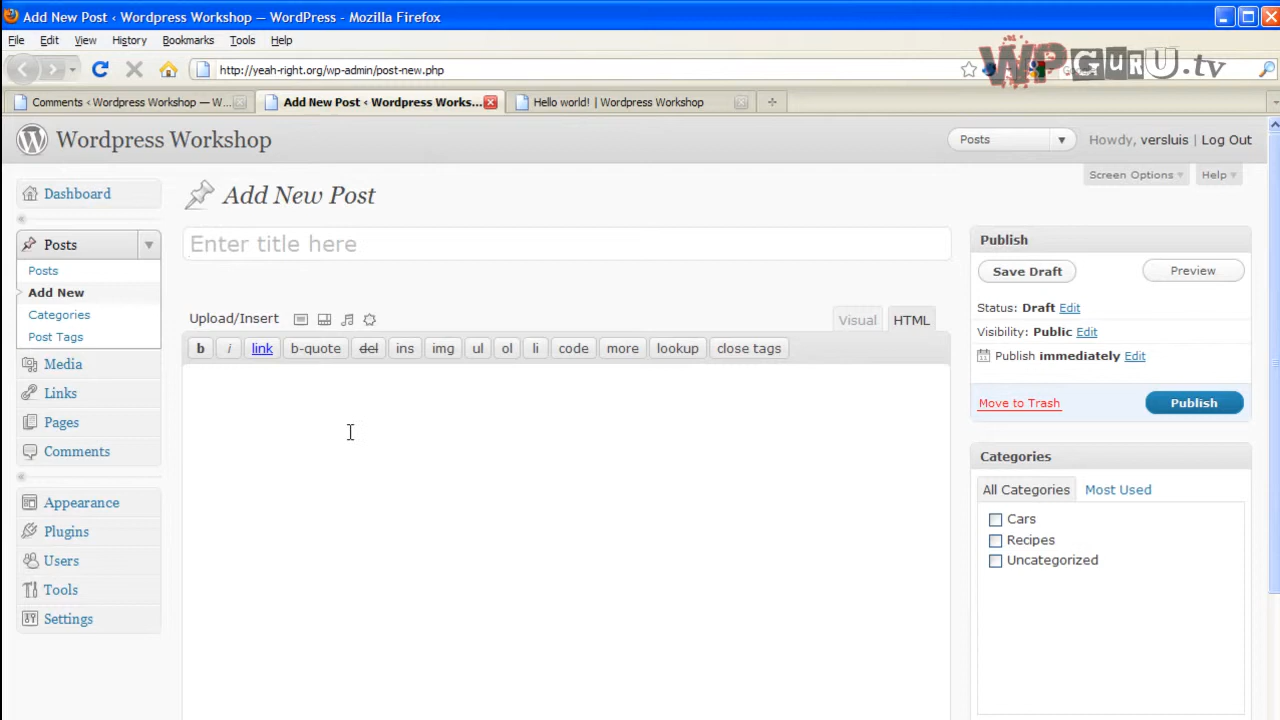 Add New Post ‹ Wordpress Workshop — WordPress - Mozilla Firefox
File Edit View History Bookmarks Tools Help
http://yeah-right.org/wp-admin/post-new.php
WPGURU.tv
Comments ‹ Wordpress Workshop — W...
Add New Post ‹ Wordpress Works...
Hello world! | Wordpress Workshop
Wordpress Workshop
Posts
Howdy, versluis | Log Out
Screen Options
Help
Dashboard
Posts
Posts
Add New
Categories
Post Tags
Media
Links
Pages
Comments
Appearance
Plugins
Users
Tools
Settings
Add New Post
Enter title here
Upload/Insert
Visual
HTML
b i link b-quote del ins img ul ol li code more lookup close tags
Publish
Save Draft
Preview
Status: Draft Edit
Visibility: Public Edit
Publish immediately Edit
Move to Trash
Publish
Categories
All Categories
Most Used
Cars
Recipes
Uncategorized